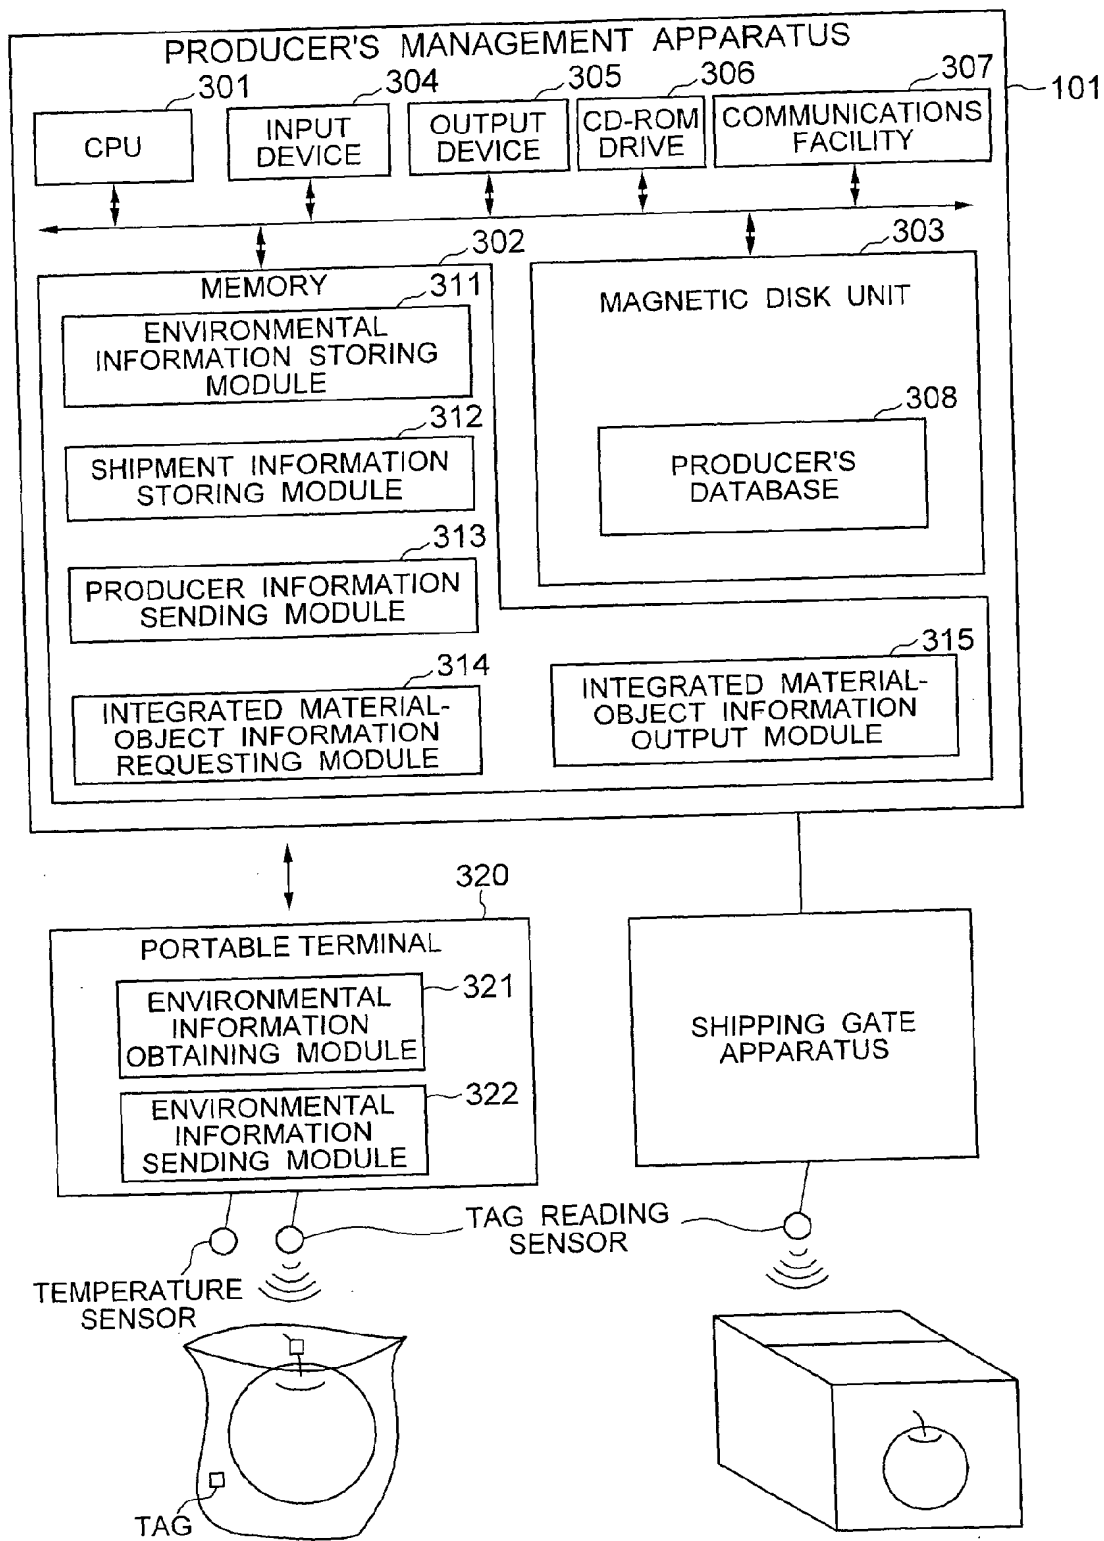 PRODUCER'S MANAGEMENT APPARATUS
101
301
304
305
306
307
CPU
INPUT
DEVICE
OUTPUT
DEVICE
CD-ROM
DRIVE
COMMUNICATIONS
FACILITY
302
303
MEMORY
311
ENVIRONMENTAL
INFORMATION STORING
MODULE
312
SHIPMENT INFORMATION
STORING MODULE
313
PRODUCER INFORMATION
SENDING MODULE
314
INTEGRATED MATERIAL-
OBJECT INFORMATION
REQUESTING MODULE
MAGNETIC DISK UNIT
308
PRODUCER'S
DATABASE
315
INTEGRATED MATERIAL-
OBJECT INFORMATION
OUTPUT MODULE
320
PORTABLE TERMINAL
321
ENVIRONMENTAL
INFORMATION
OBTAINING MODULE
322
ENVIRONMENTAL
INFORMATION
SENDING MODULE
SHIPPING GATE
APPARATUS
TAG READING
SENSOR
TEMPERATURE
SENSOR
TAG